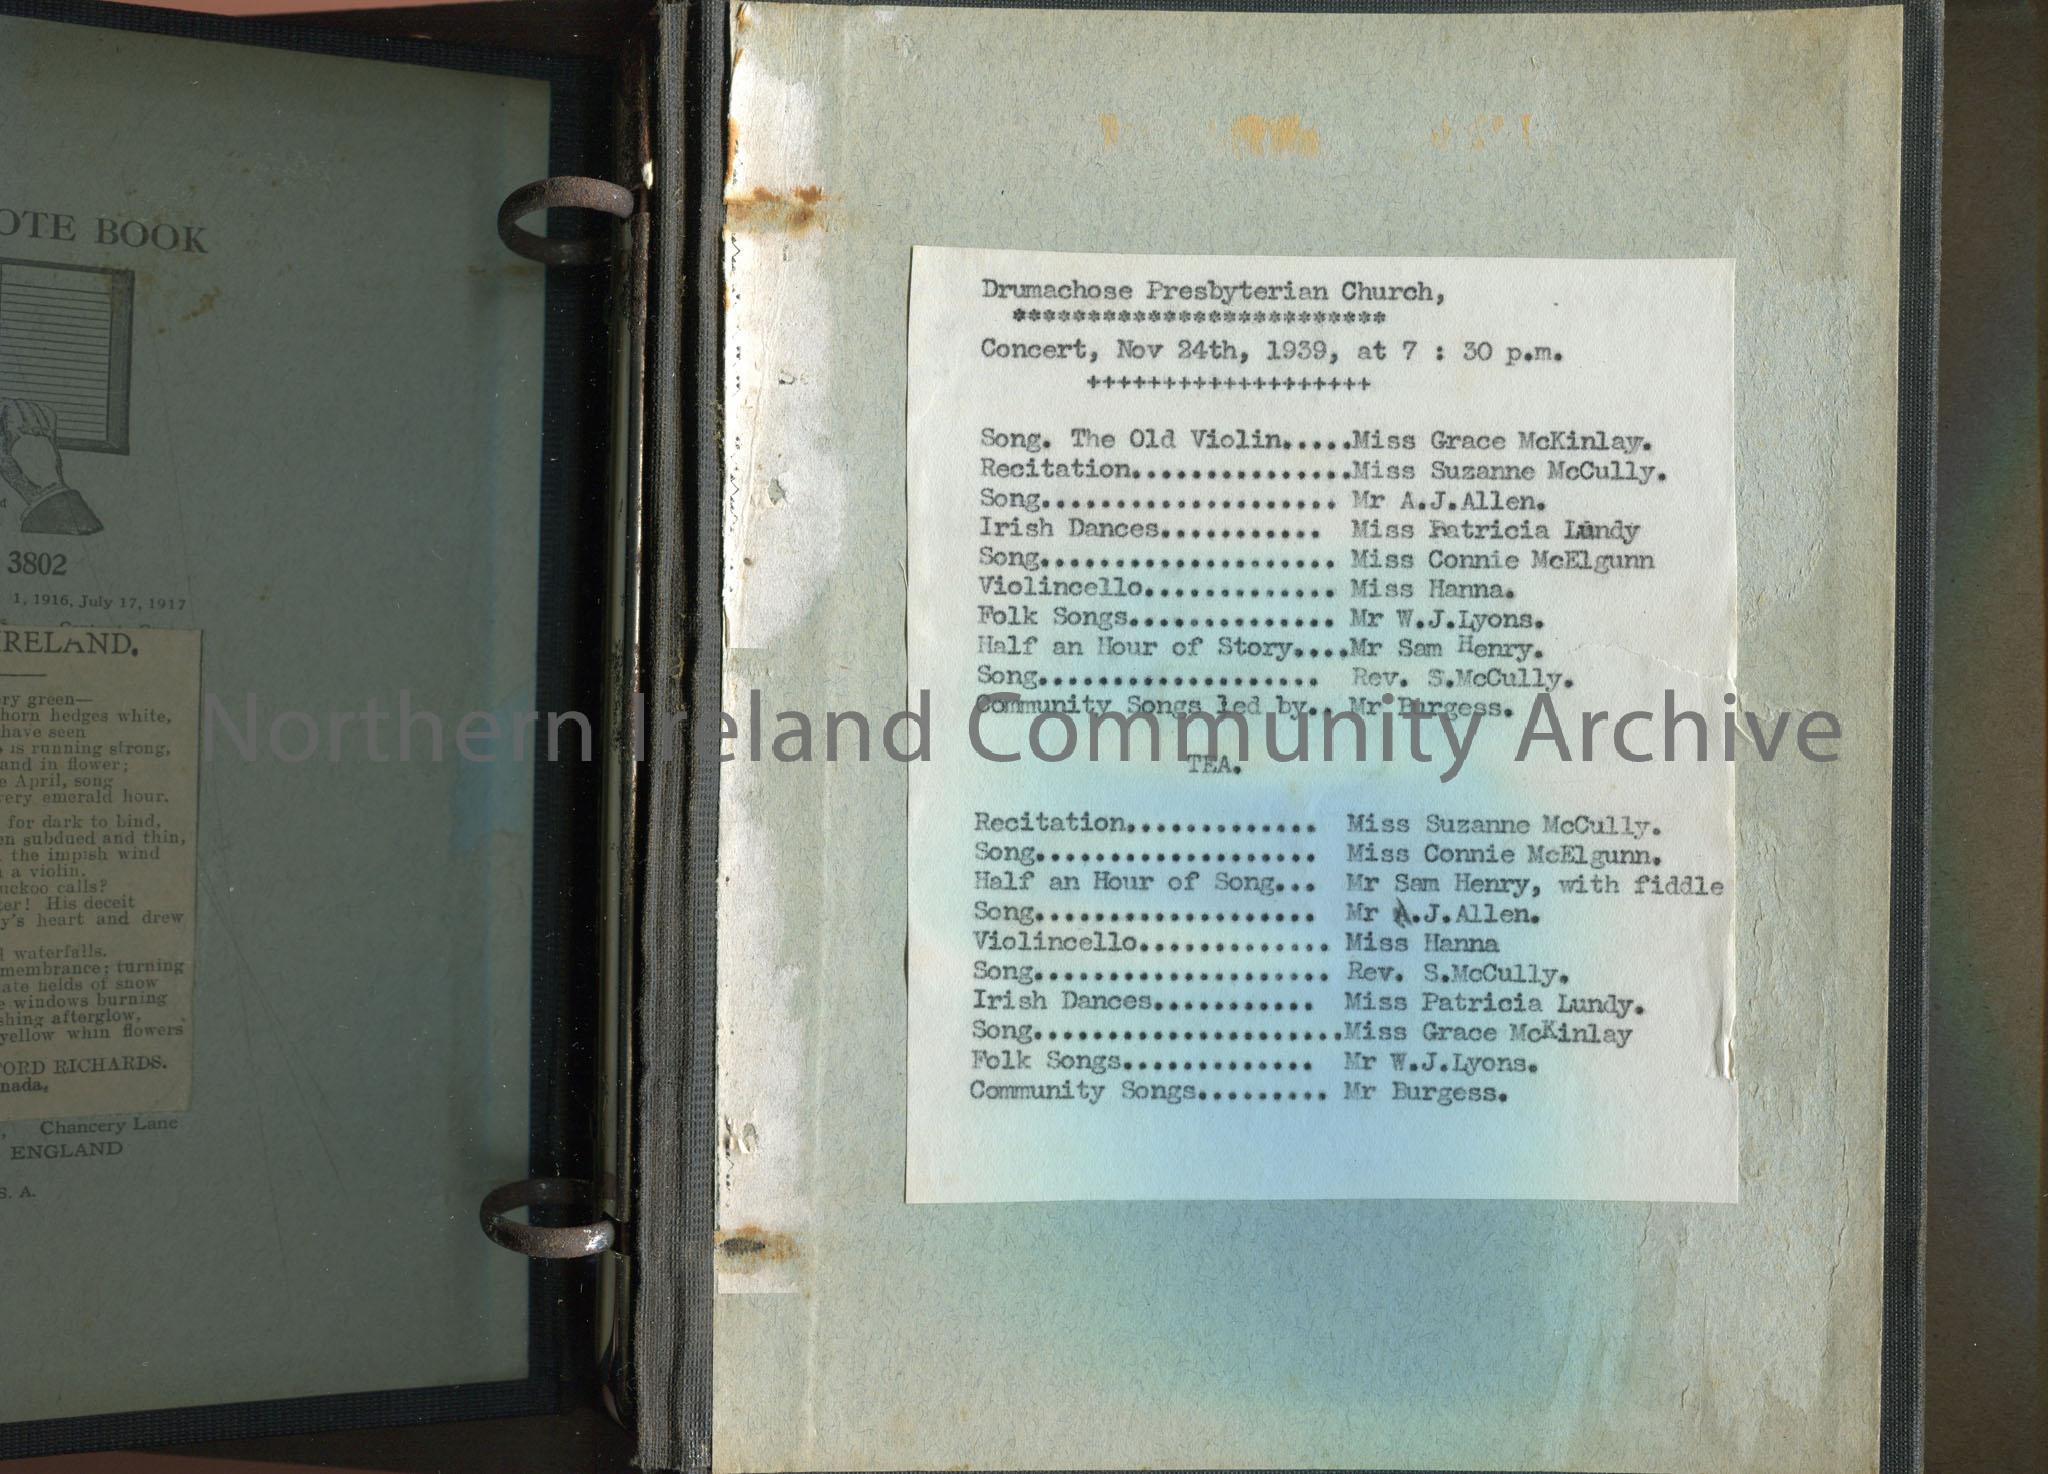 OTE BOOK
3802
1, 1916, July 17, 1917
IRELAND.
ry green—
horn hedges white,
have seen
is running strong,
and in flower;
e April, song
very emerald hour.
for dark to bind,
en subdued and thin,
the impish wind
a violin.
uckoo calls?
ter! His deceit
y's heart and drew
waterfalls.
membrance; turning
ate fields of snow
e windows burning
shing afterglow,
yellow whin flowers
FORD RICHARDS.
nada.
Chancery Lane
ENGLAND
S. A.
Drumachose Presbyterian Church,
*************************
Concert, Nov 24th, 1939, at 7 : 30 p.m.
+++++++++++++++++++
Song. The Old Violin.....Miss Grace McKinlay.
Recitation...............Miss Suzanne McCully.
Song.................... Mr A.J.Allen.
Irish Dances........... Miss Patricia Lundy
Song.................... Miss Connie McElgunn
Violincello............. Miss Hanna.
Folk Songs.............. Mr W.J.Lyons.
Half an Hour of Story....Mr Sam Henry.
Song................... Rev. S.McCully.
Community Songs led by.. Mr Burgess.
Northern Ireland Community Archive
TEA.
Recitation............. Miss Suzanne McCully.
Song................... Miss Connie McElgunn.
Half an Hour of Song... Mr Sam Henry, with fiddle
Song................... Mr A.J.Allen.
Violincello............. Miss Hanna
Song.................... Rev. S.McCully.
Irish Dances........... Miss Patricia Lundy.
Song.....................Miss Grace McKinlay
Folk Songs............. Mr W.J.Lyons.
Community Songs......... Mr Burgess.